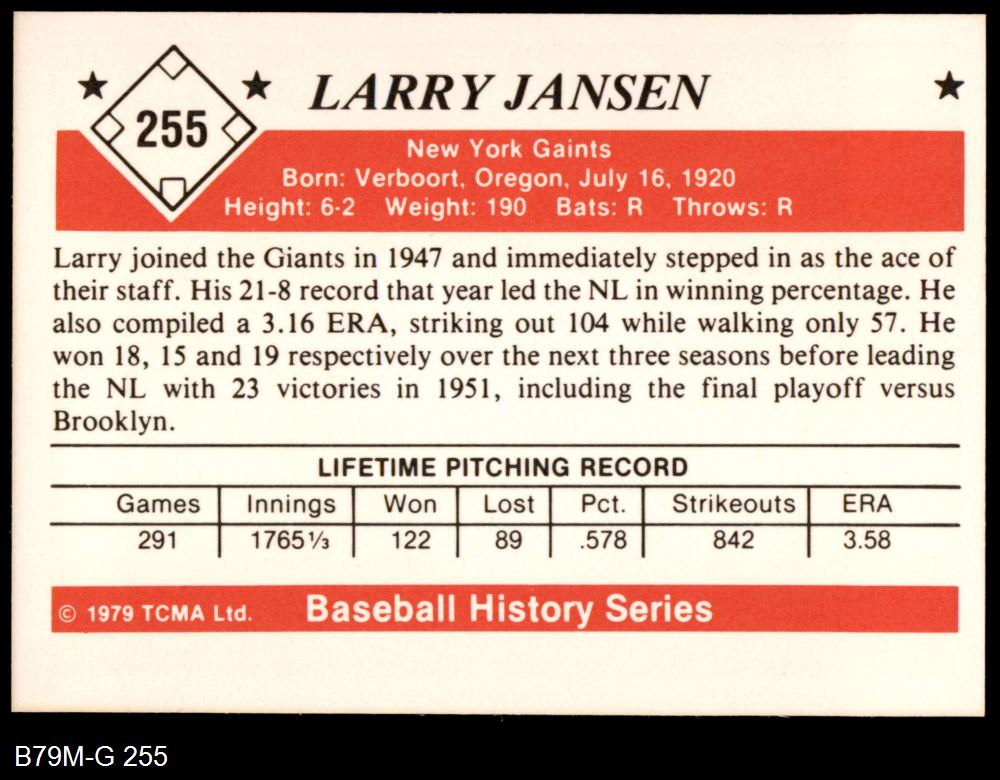 255
LARRY JANSEN
New York Gaints
Born: Verboort, Oregon, July 16, 1920
Height: 6-2 Weight: 190 Bats: R Throws: R
Larry joined the Giants in 1947 and immediately stepped in as the ace of
their staff. His 21-8 record that year led the NL in winning percentage. He
also compiled a 3.16 ERA, striking out 104 while walking only 57. He
won 18, 15 and 19 respectively over the next three seasons before leading
the NL with 23 victories in 1951, including the final playoff versus
Brooklyn.
LIFETIME PITCHING RECORD
Games Innings Won Lost Pct. Strikeouts ERA
291 1765⅓ 122 89 .578 842 3.58
© 1979 TCMA Ltd. Baseball History Series
B79M-G 255